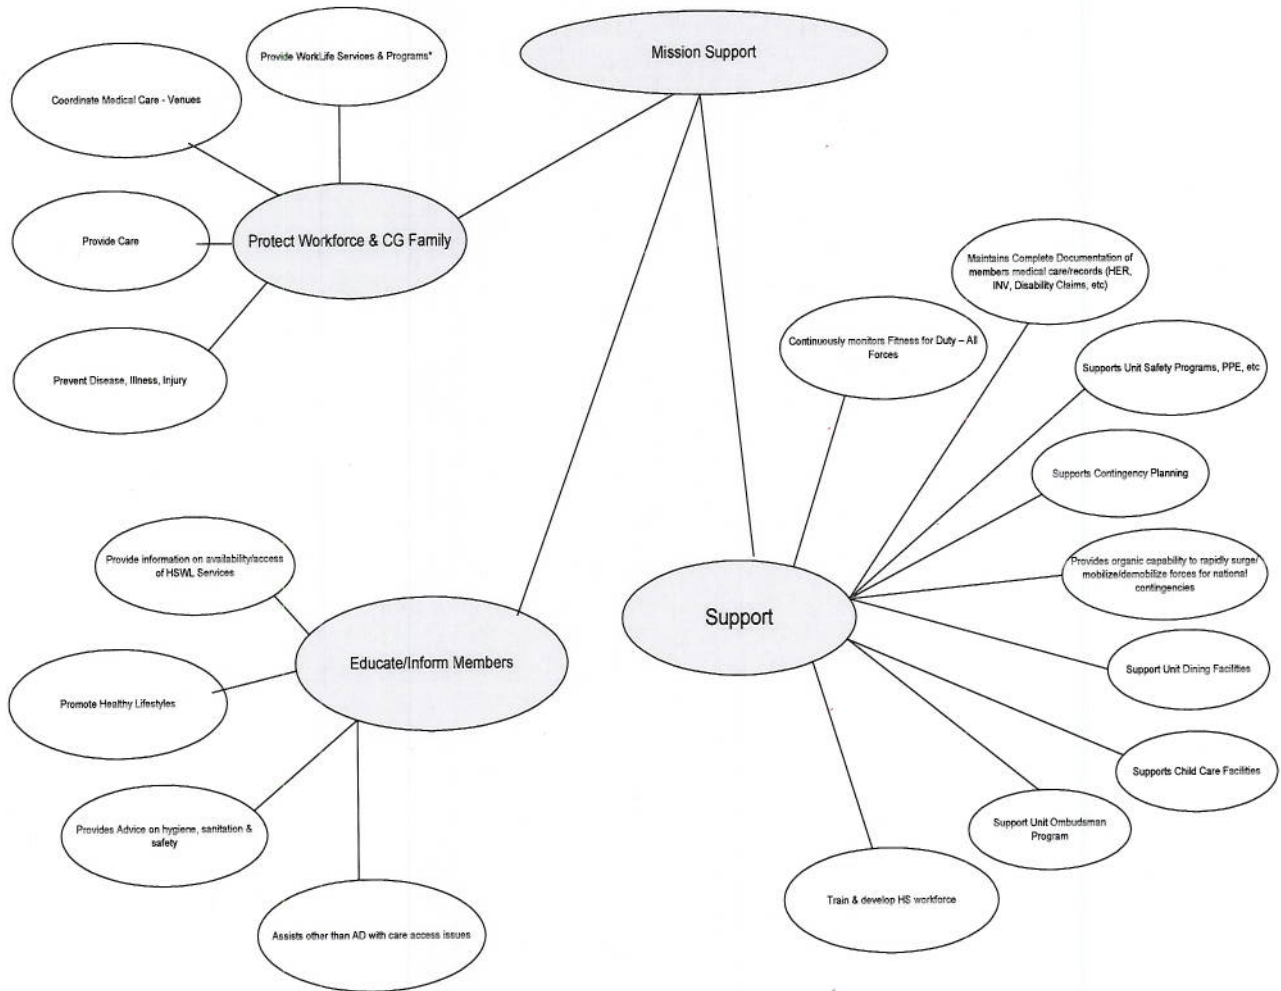 Mission Support
Provide WorkLife Services & Programs*
Coordinate Medical Care - Venues
Provide Care
Protect Workforce & CG Family
Prevent Disease, Illness, Injury
Maintains Complete Documentation of
members medical care/records (HER,
INV, Disability Claims, etc)
Continuously monitors Fitness for Duty – All
Forces
Supports Unit Safety Programs, PPE, etc
Supports Contingency Planning
Provides organic capability to rapidly surge/
mobilize/demobilize forces for national
contingencies
Support
Support Unit Dining Facilities
Supports Child Care Facilities
Support Unit Ombudsman
Program
Train & develop HS workforce
Provide information on availability/access
of HSWL Services
Educate/Inform Members
Promote Healthy Lifestyles
Provides Advice on hygiene, sanitation &
safety
Assists other than AD with care access issues